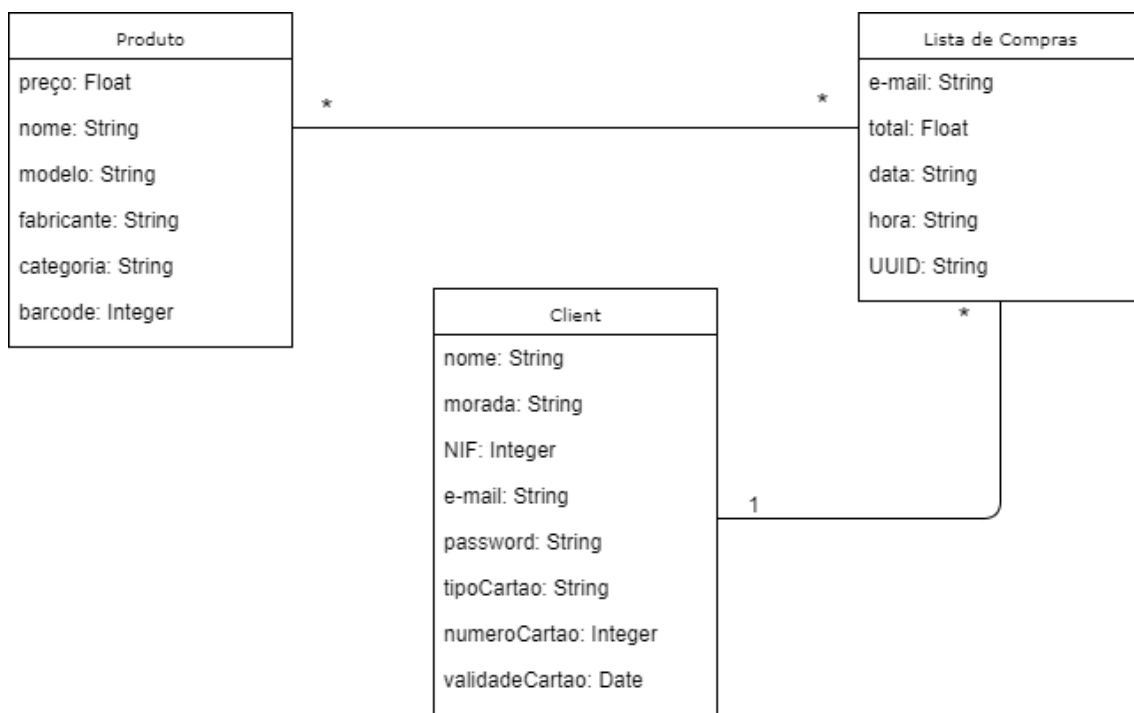 Produto
preço: Float
nome: String
modelo: String
fabricante: String
categoria: String
barcode: Integer
*
*
Lista de Compras
e-mail: String
total: Float
data: String
hora: String
UUID: String
*
Client
nome: String
morada: String
NIF: Integer
e-mail: String
password: String
tipoCartao: String
numeroCartao: Integer
validadeCartao: Date
1